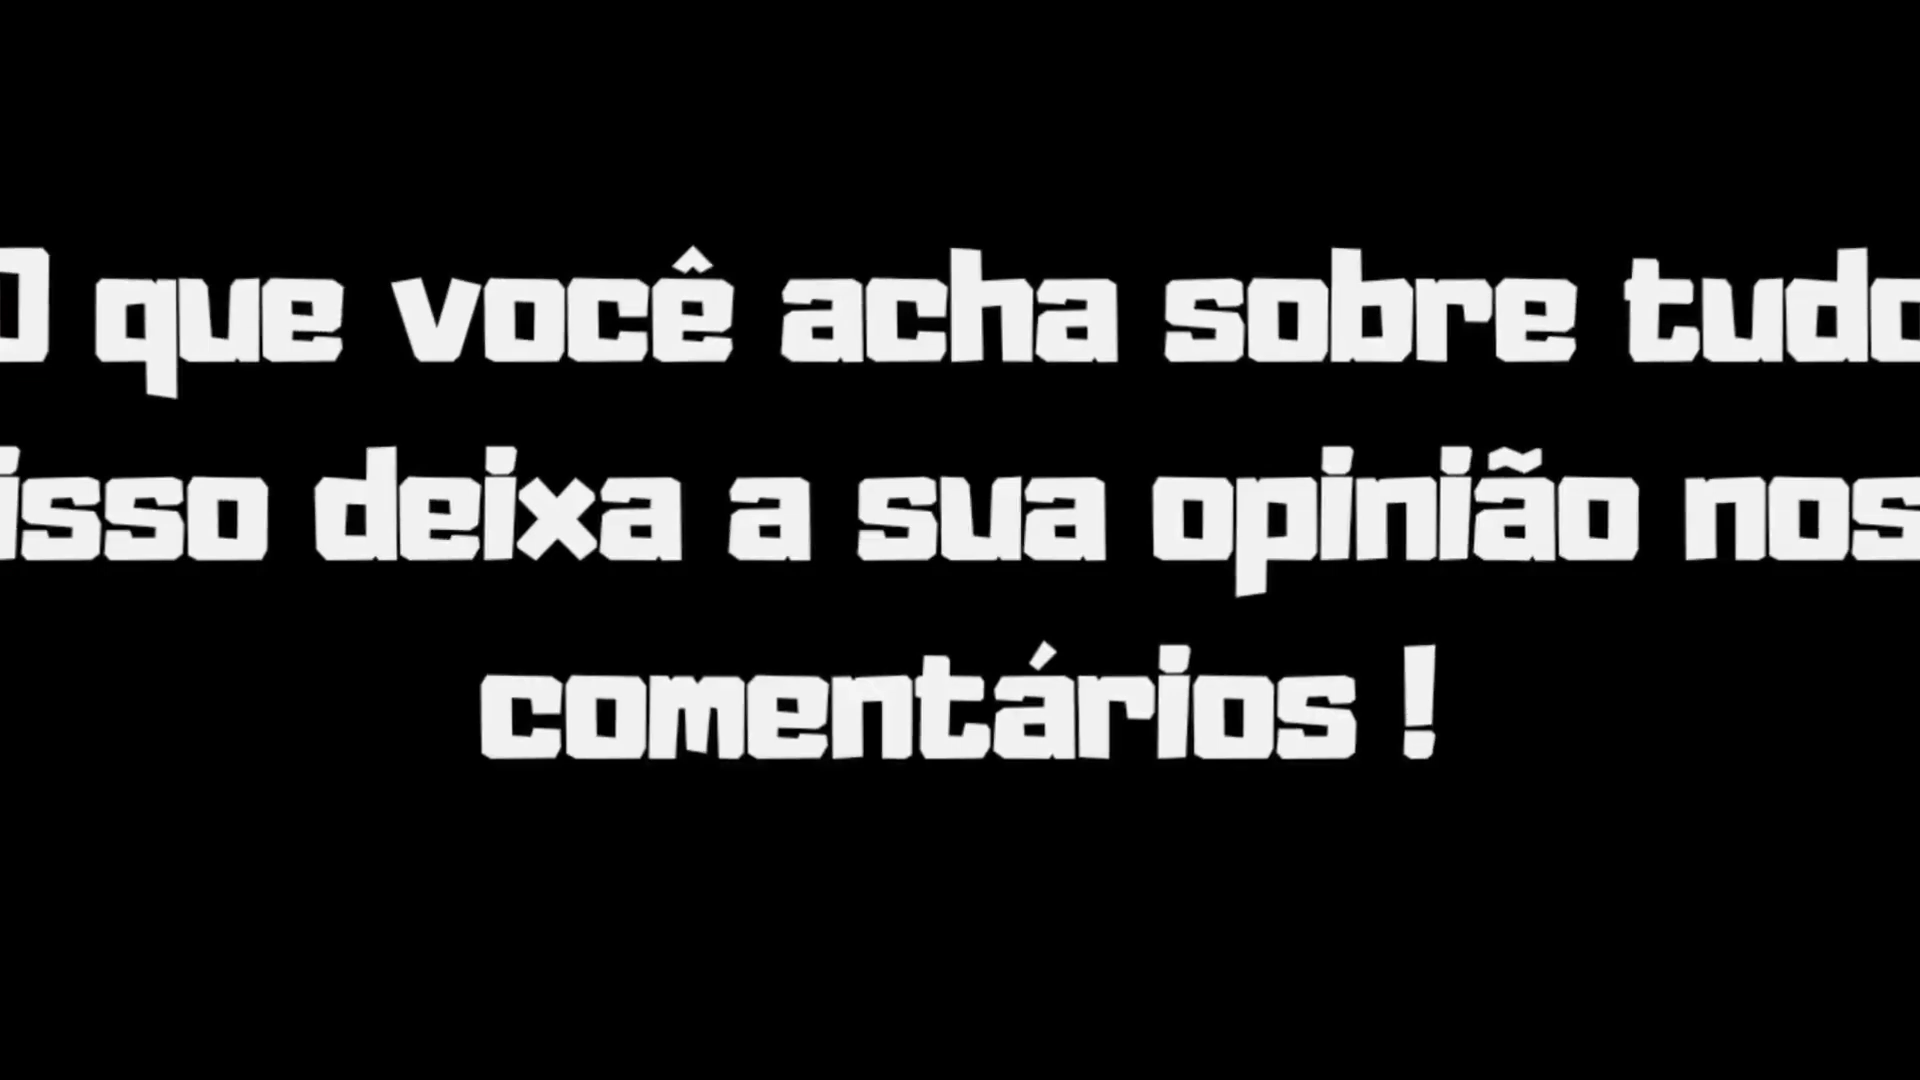 O que você acha sobre tudo
isso deixa a sua opinião nos
comentários !